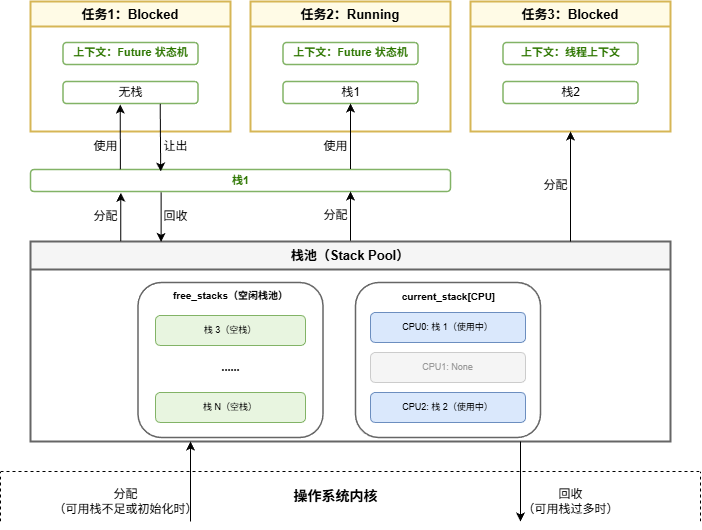 任务1：Blocked
任务2：Running
任务3：Blocked
上下文：Future 状态机
上下文：Future 状态机
上下文：线程上下文
无栈
栈1
栈2
使用
让出
使用
栈1
分配
回收
分配
分配
栈池（Stack Pool）
free_stacks（空闲栈池）
栈 3（空栈）
......
栈 N（空栈）
current_stack[CPU]
CPU0: 栈 1（使用中）
CPU1: None
CPU2: 栈 2（使用中）
分配
（可用栈不足或初始化时）
操作系统内核
回收
（可用栈过多时）